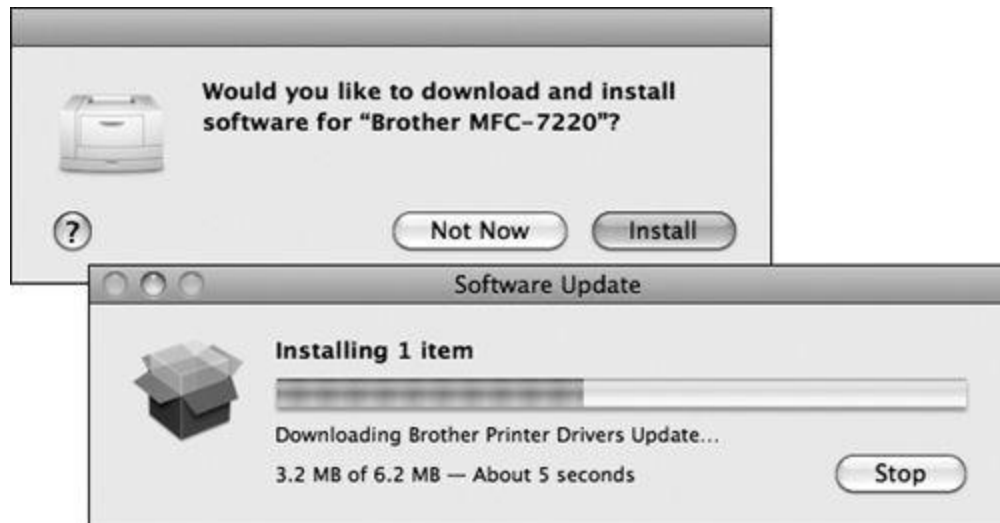 Would you like to download and install
software for “Brother MFC-7220”?
?
Not Now
Install
Software Update
Installing 1 item
Downloading Brother Printer Drivers Update...
3.2 MB of 6.2 MB — About 5 seconds
Stop